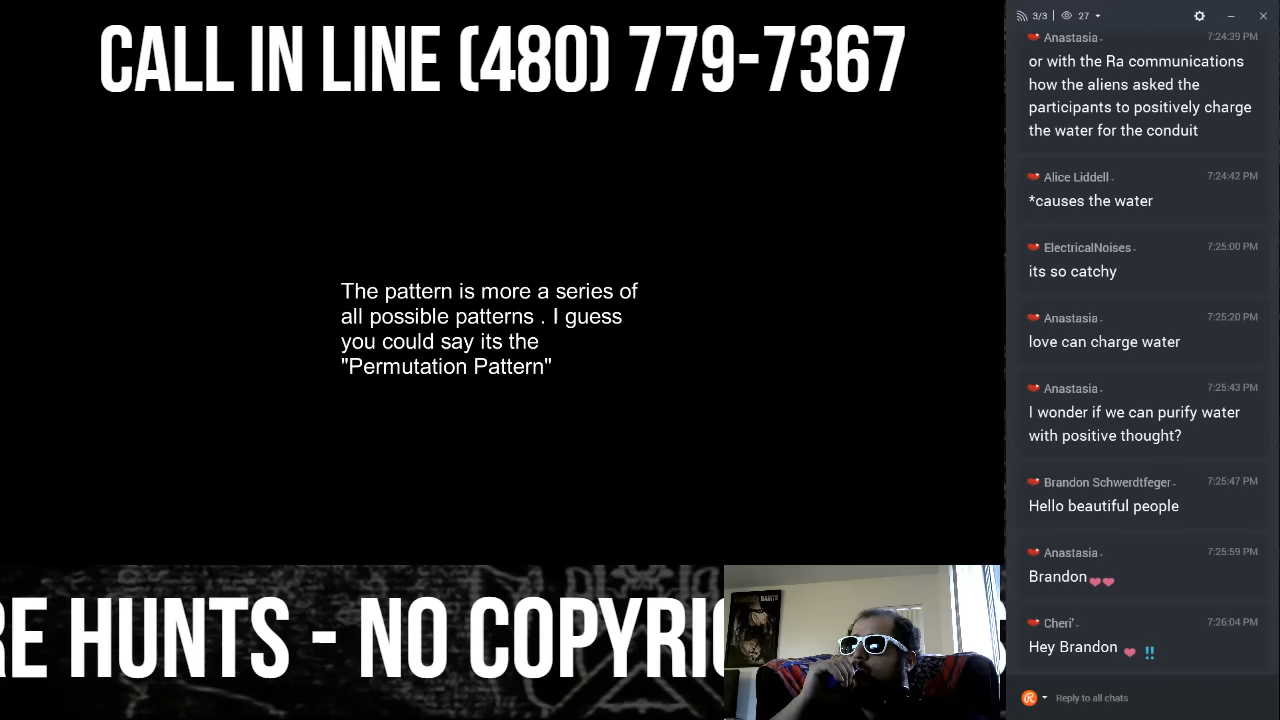 CALL IN LINE (480) 779-7367
The pattern is more a series of
all possible patterns . I guess
you could say its the
"Permutation Pattern"
RE HUNTS - NO COPYRIG
3/3 27
Anastasia 7:24:39 PM
or with the Ra communications
how the aliens asked the
participants to positively charge
the water for the conduit
Alice Liddell 7:24:42 PM
*causes the water
ElectricalNoises 7:25:00 PM
its so catchy
Anastasia 7:25:20 PM
love can charge water
Anastasia 7:25:43 PM
I wonder if we can purify water
with positive thought?
Brandon Schwerdtfeger 7:25:47 PM
Hello beautiful people
Anastasia 7:25:59 PM
Brandon
Cheri' 7:26:04 PM
Hey Brandon
Reply to all chats